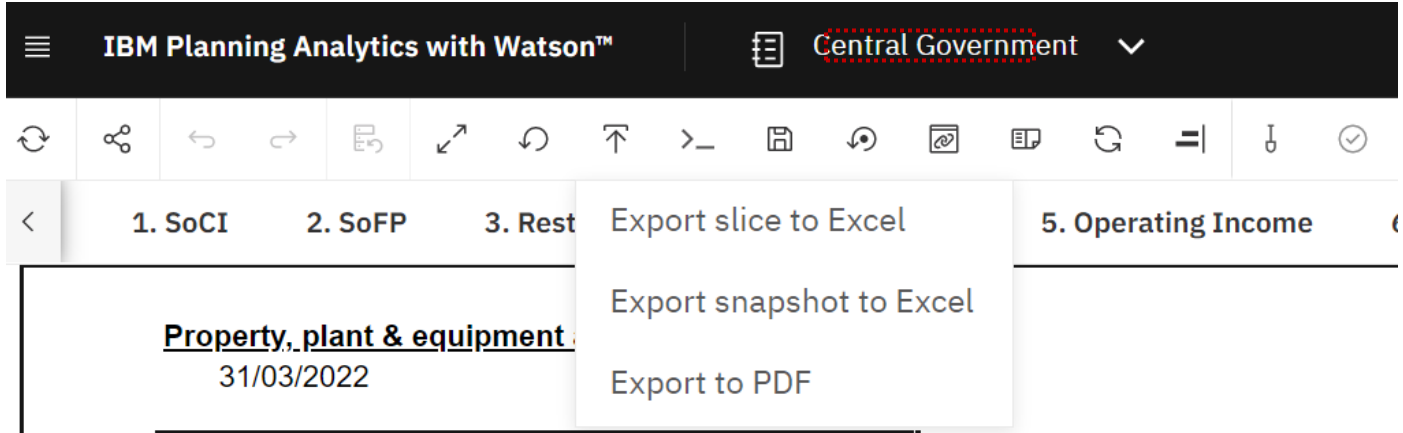 IBM Planning Analytics with Watson™ Central Government
1. SoCI 2. SoFP 3. Rest 5. Operating Income
Export slice to Excel
Export snapshot to Excel
Export to PDF
Property, plant & equipment
31/03/2022